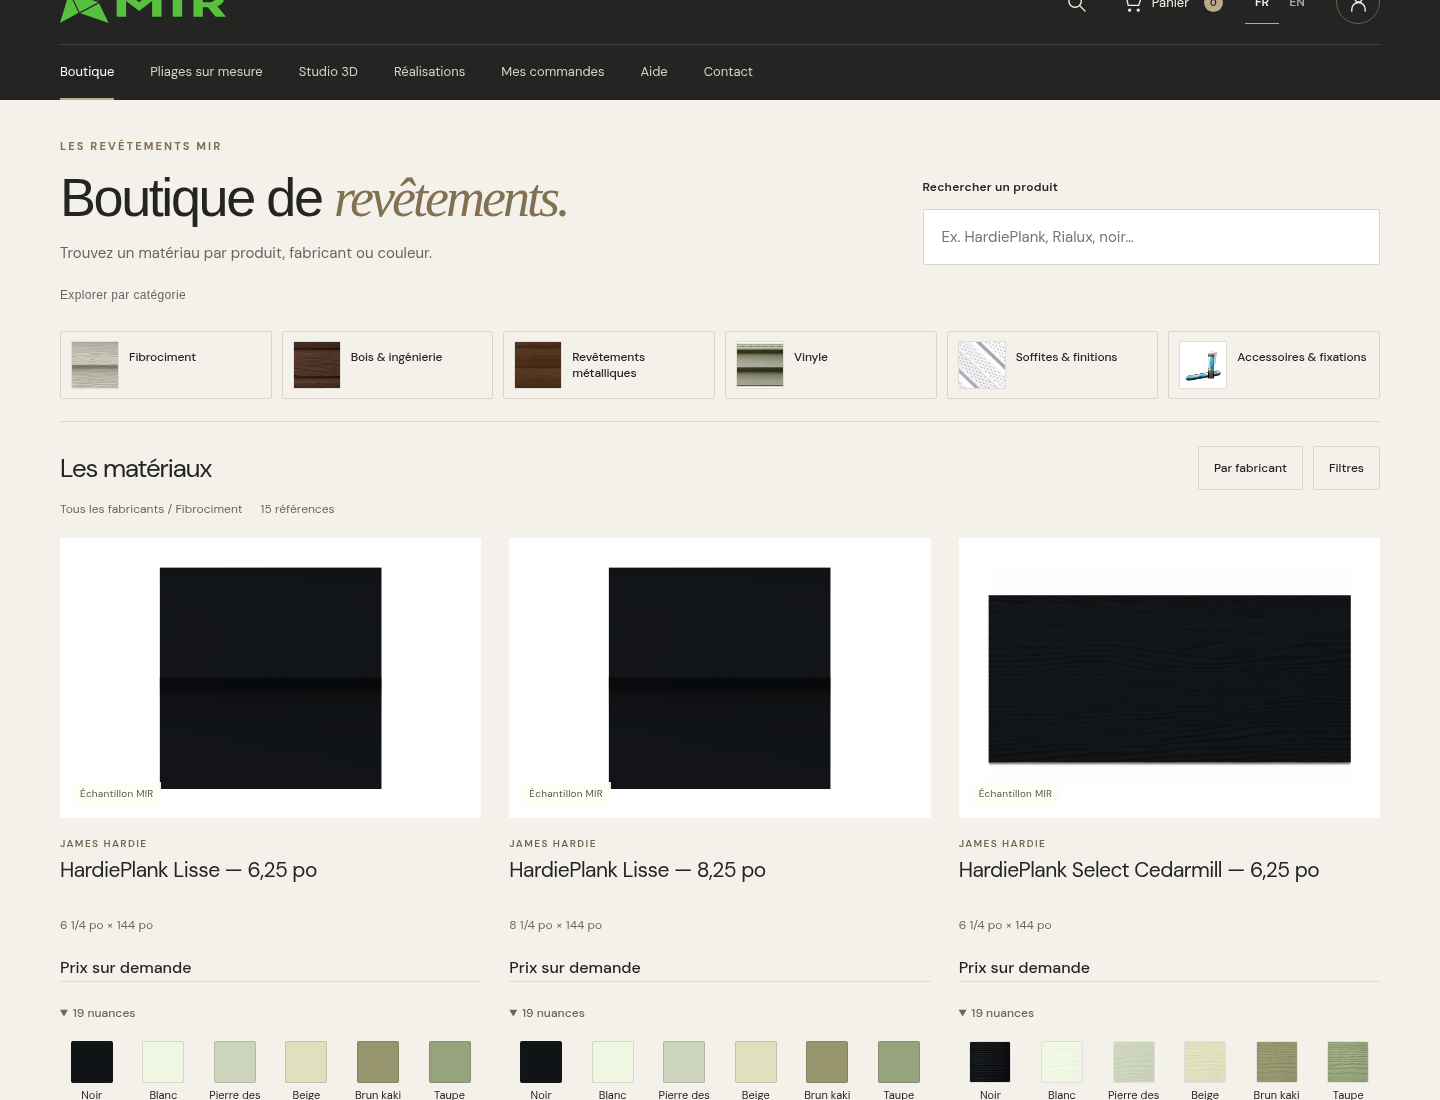 MIR
Panier 0 FR EN
Boutique Pliages sur mesure Studio 3D Réalisations Mes commandes Aide Contact
LES REVÊTEMENTS MIR
Boutique de revêtements.
Rechercher un produit
Ex. HardiePlank, Rialux, noir…
Trouvez un matériau par produit, fabricant ou couleur.
Explorer par catégorie
Fibrociment
Bois & ingénierie
Revêtements
métalliques
Vinyle
Soffites & finitions
Accessoires & fixations
Les matériaux
Par fabricant Filtres
Tous les fabricants / Fibrociment 15 références
Échantillon MIR Échantillon MIR Échantillon MIR
JAMES HARDIE JAMES HARDIE JAMES HARDIE
HardiePlank Lisse — 6,25 po HardiePlank Lisse — 8,25 po HardiePlank Select Cedarmill — 6,25 po
6 1/4 po × 144 po 8 1/4 po × 144 po 6 1/4 po × 144 po
Prix sur demande Prix sur demande Prix sur demande
▼ 19 nuances ▼ 19 nuances ▼ 19 nuances
Noir Blanc Pierre des Beige Brun kaki Taupe Noir Blanc Pierre des Beige Brun kaki Taupe Noir Blanc Pierre des Beige Brun kaki Taupe